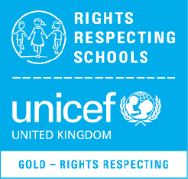 RIGHTS
RESPECTING
SCHOOLS
unicef
UNITED KINGDOM
GOLD – RIGHTS RESPECTING